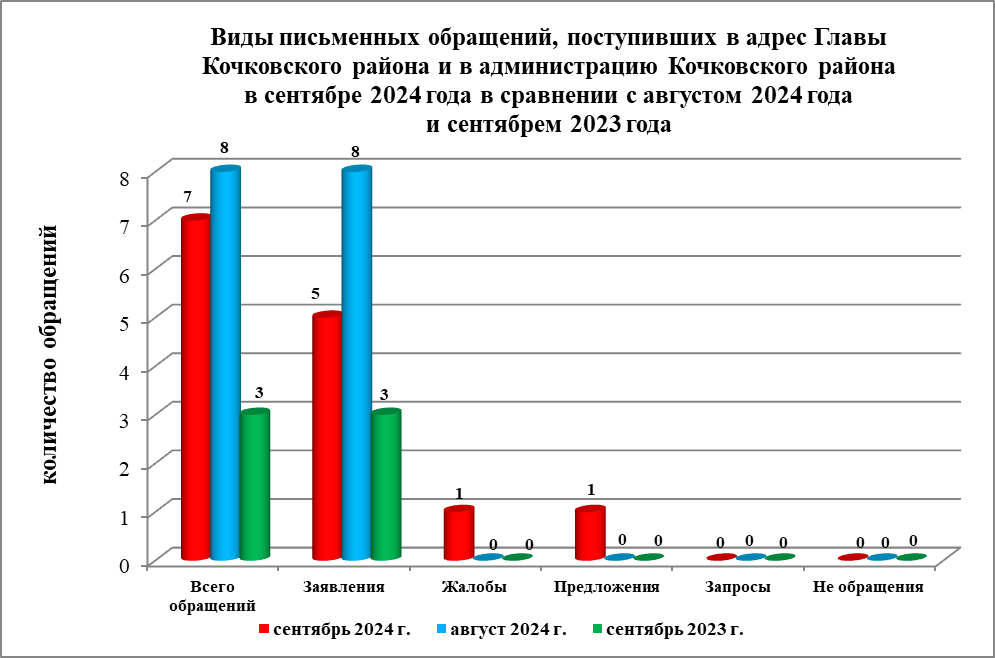 Виды письменных обращений, поступивших в адрес Главы
Кочковского района и в администрацию Кочковского района
в сентябре 2024 года в сравнении с августом 2024 года
и сентябрем 2023 года
количество обращений
8
7
6
5
4
3
2
1
0
7
8
3
5
8
3
1
0
0
1
0
0
0
0
0
0
0
0
Всего
обращений
Заявления
Жалобы
Предложения
Запросы
Не обращения
сентябрь 2024 г.
август 2024 г.
сентябрь 2023 г.